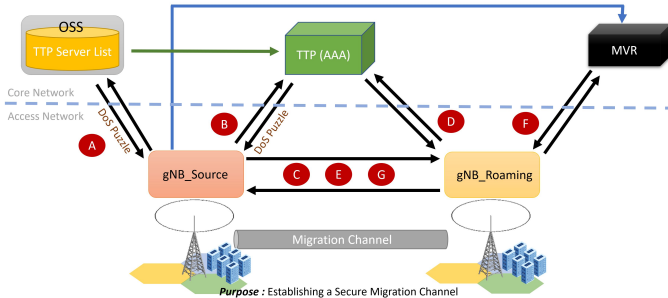 OSS
TTP Server List
TTP (AAA)
MVR
Core Network
Access Network
A
DoS Puzzle
B
DoS Puzzle
D
F
gNB_Source
C E G
gNB_Roaming
Migration Channel
Purpose : Establishing a Secure Migration Channel